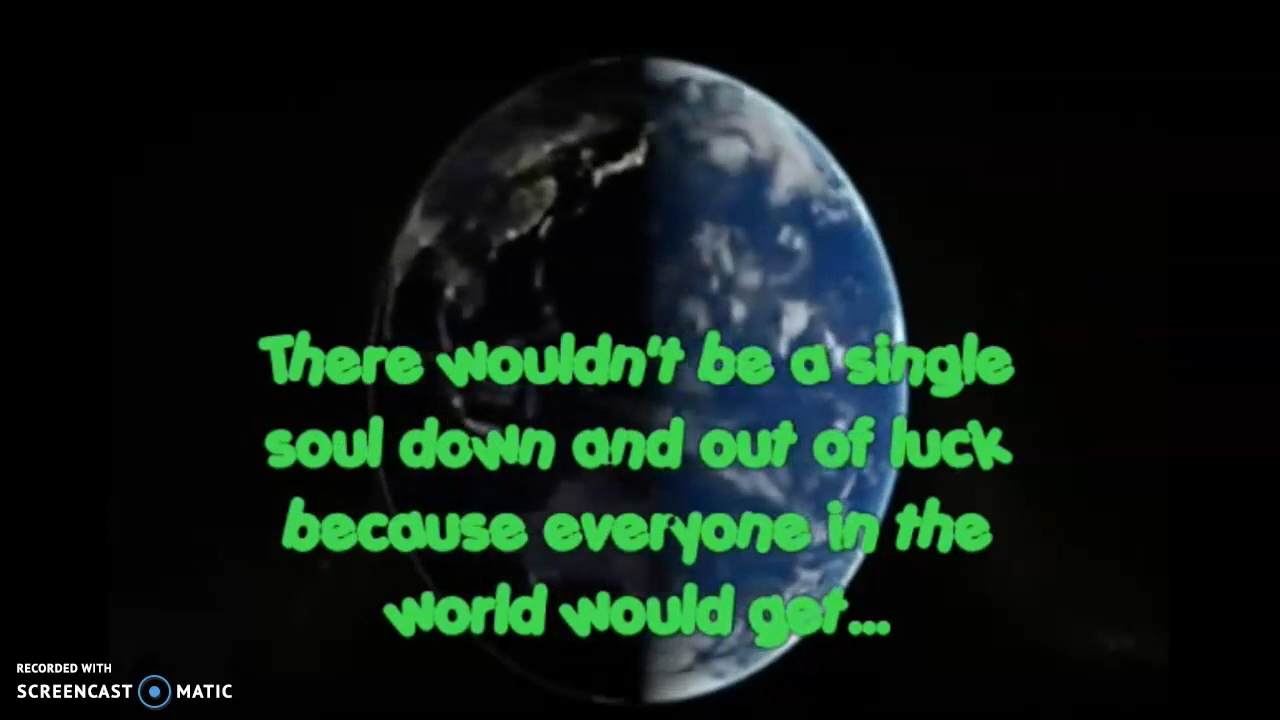 There wouldn't be a single
soul down and out of luck
because everyone in the
world would get...
RECORDED WITH
SCREENCAST MATIC